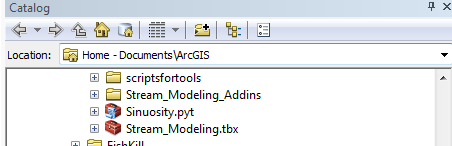 Catalog
Location: Home - Documents\ArcGIS
scriptsfortools
Stream_Modeling_Addins
Sinuosity.pyt
Stream_Modeling.tbx
FishKill